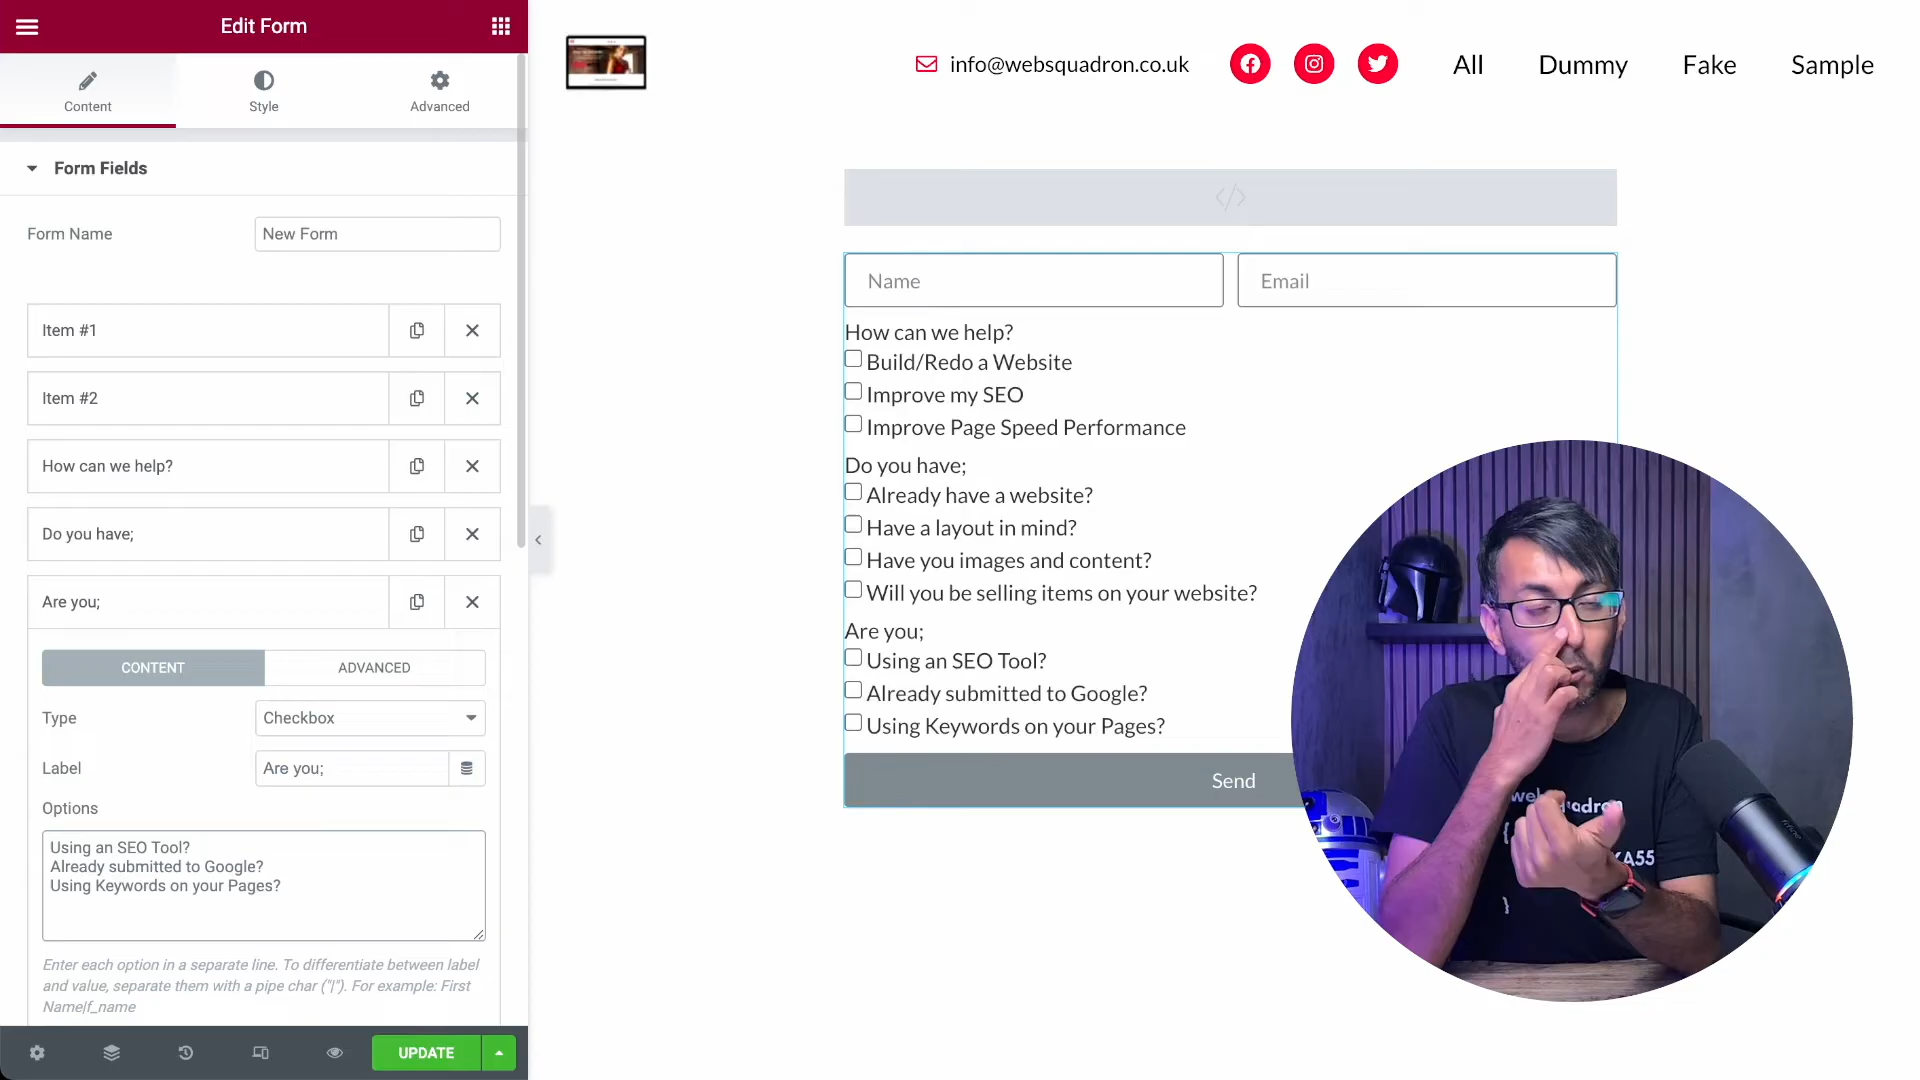 Edit Form
Content
Style
Advanced
Form Fields
Form Name
New Form
Item #1
Item #2
How can we help?
Do you have;
Are you;
CONTENT
ADVANCED
Type
Checkbox
Label
Are you;
Options
Using an SEO Tool?
Already submitted to Google?
Using Keywords on your Pages?
Enter each option in a separate line. To differentiate between label
and value, separate them with a pipe char ("|"). For example: First
Name|f_name
UPDATE
info@websquadron.co.uk
All
Dummy
Fake
Sample
</>
Name
Email
How can we help?
Build/Redo a Website
Improve my SEO
Improve Page Speed Performance
Do you have;
Already have a website?
Have a layout in mind?
Have you images and content?
Will you be selling items on your website?
Are you;
Using an SEO Tool?
Already submitted to Google?
Using Keywords on your Pages?
Send